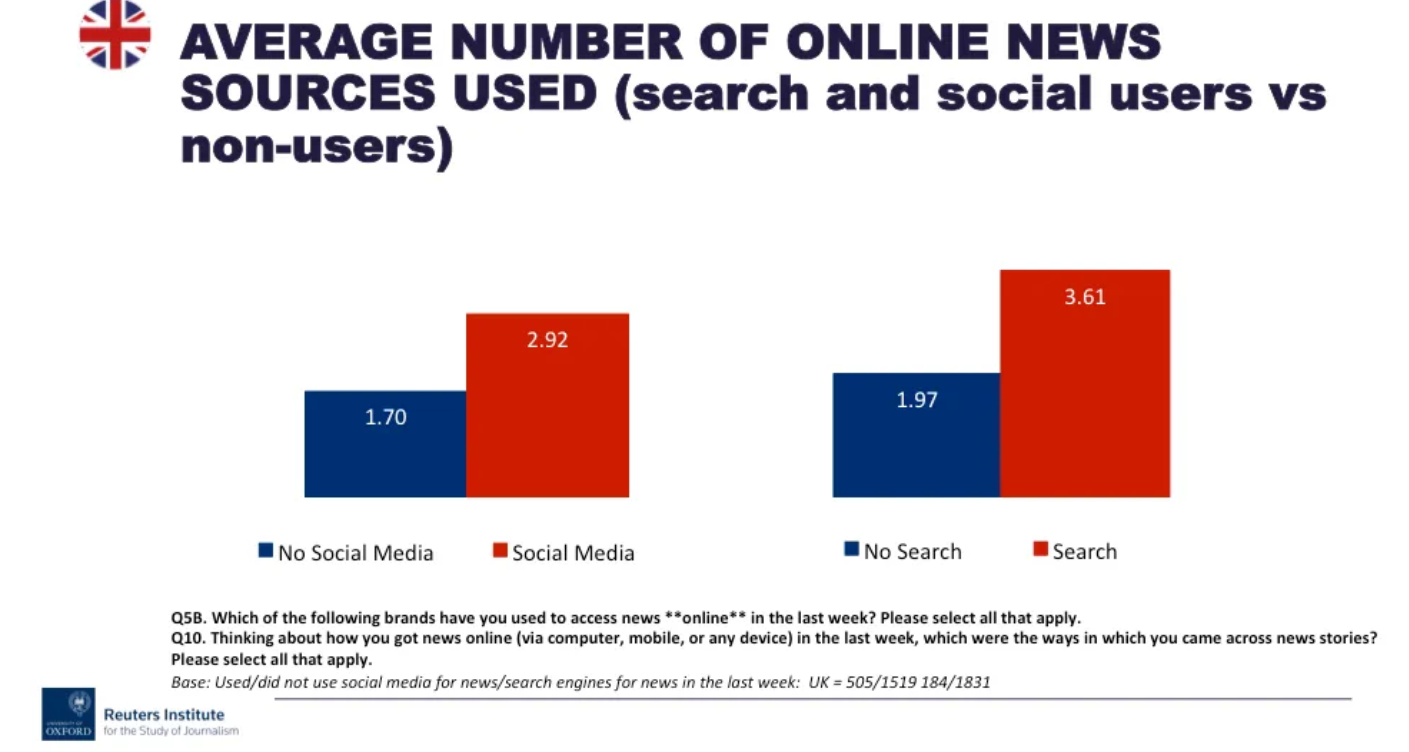 AVERAGE NUMBER OF ONLINE NEWS
SOURCES USED (search and social users vs
non-users)
1.70
2.92
No Social Media
Social Media
1.97
3.61
No Search
Search
Q5B. Which of the following brands have you used to access news **online** in the last week? Please select all that apply.
Q10. Thinking about how you got news online (via computer, mobile, or any device) in the last week, which were the ways in which you came across news stories?
Please select all that apply.
Base: Used/did not use social media for news/search engines for news in the last week:  UK = 505/1519 184/1831
UNIVERSITY OF
OXFORD
Reuters Institute
for the Study of Journalism